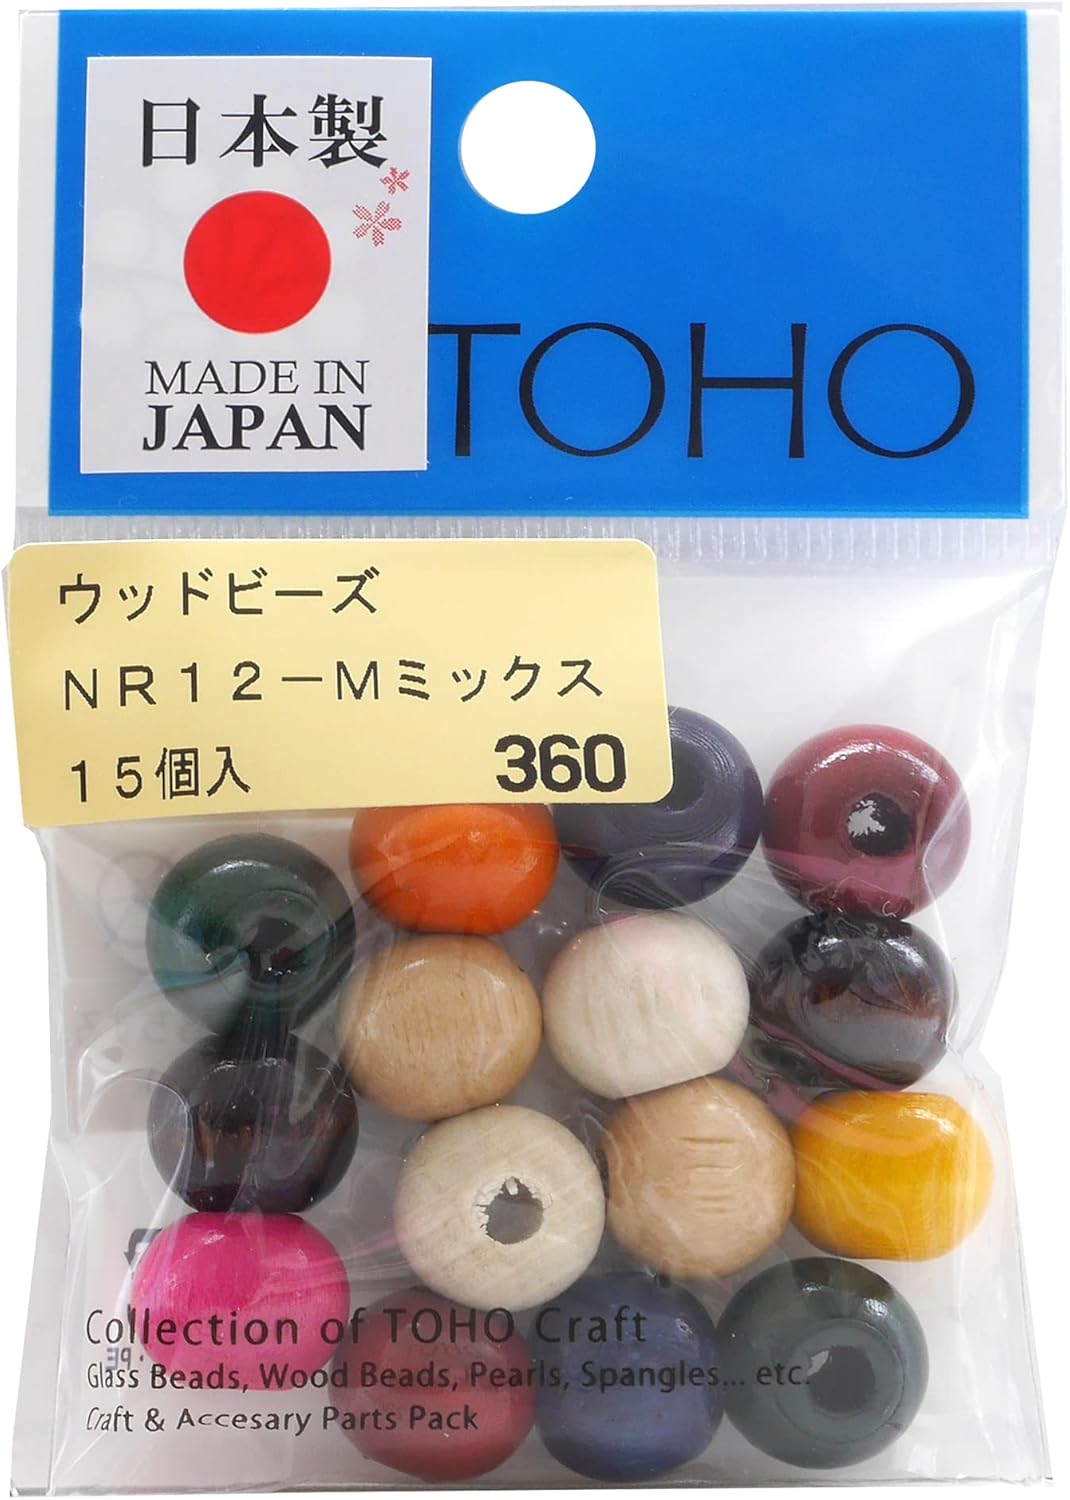 日本製
MADE IN
JAPAN
TOHO
ウッドビーズ
NR12-Mミックス
15個入 360
Collection of TOHO Craft
Glass Beads, Wood Beads, Pearls, Spangles... etc.
Craft & Accesary Parts Pack
PE